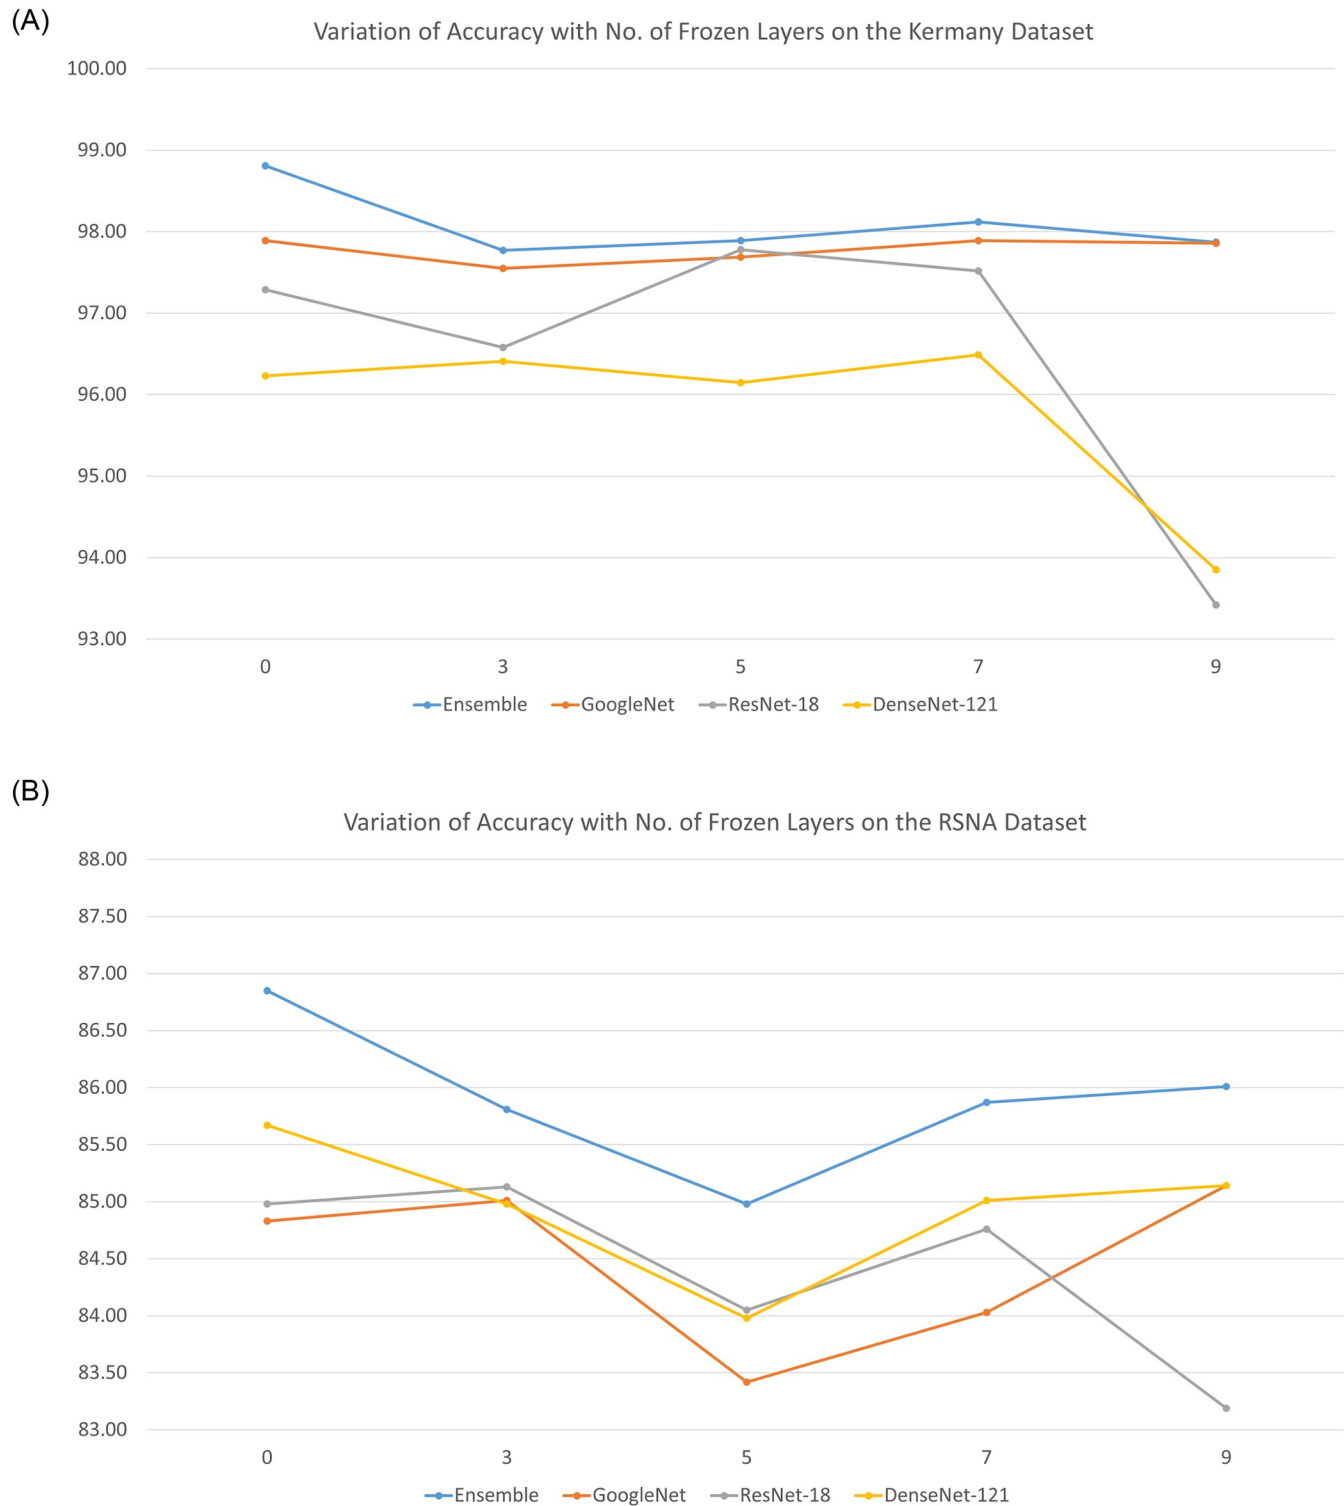 (A)
Variation of Accuracy with No. of Frozen Layers on the Kermany Dataset
100.00
99.00
98.00
97.00
96.00
95.00
94.00
93.00
0 3 5 7 9
Ensemble GoogleNet ResNet-18 DenseNet-121
(B)
Variation of Accuracy with No. of Frozen Layers on the RSNA Dataset
88.00
87.50
87.00
86.50
86.00
85.50
85.00
84.50
84.00
83.50
83.00
0 3 5 7 9
Ensemble GoogleNet ResNet-18 DenseNet-121